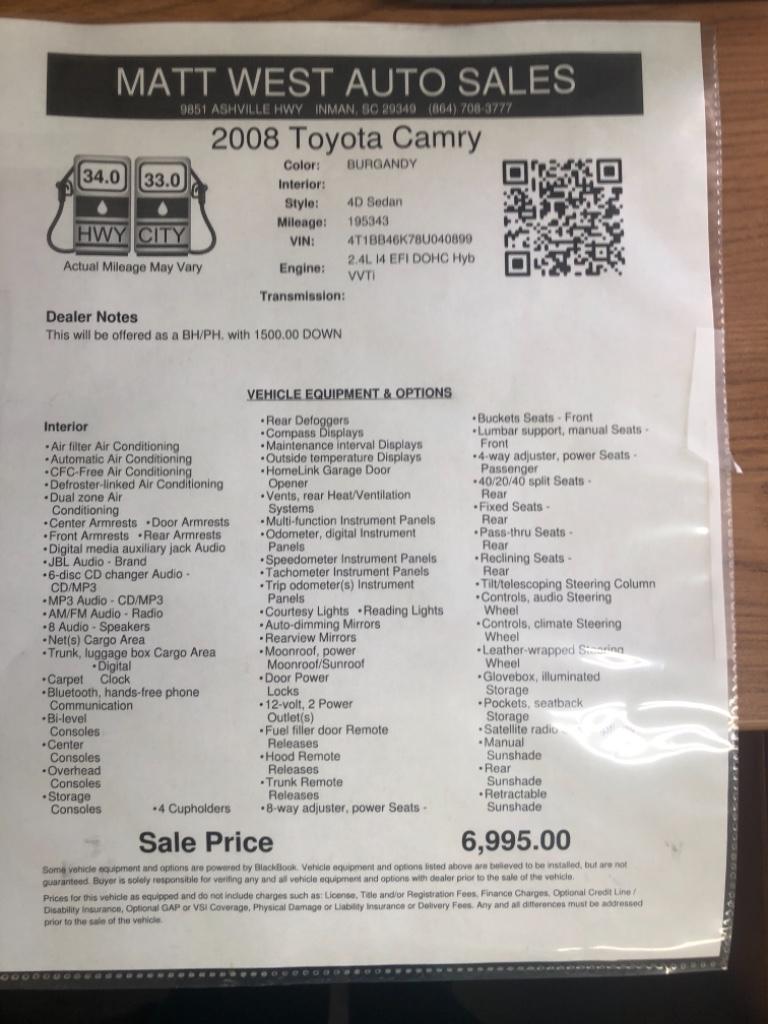 MATT WEST AUTO SALES
9851 ASHVILLE HWY INMAN, SC 29349 (864) 708-3777
2008 Toyota Camry
34.0 33.0
HWY CITY
Actual Mileage May Vary
Color: BURGANDY
Interior:
Style: 4D Sedan
Mileage: 195343
VIN: 4T1BB46K78U040899
Engine: 2.4L I4 EFI DOHC Hyb
VVTi
Transmission:
Dealer Notes
This will be offered as a BH/PH. with 1500.00 DOWN
VEHICLE EQUIPMENT & OPTIONS
Interior
•Air filter Air Conditioning
•Automatic Air Conditioning
•CFC-Free Air Conditioning
•Defroster-linked Air Conditioning
•Dual zone Air
Conditioning
•Center Armrests •Door Armrests
•Front Armrests •Rear Armrests
•Digital media auxiliary jack Audio
•JBL Audio - Brand
•6-disc CD changer Audio -
CD/MP3
•MP3 Audio - CD/MP3
•AM/FM Audio - Radio
•8 Audio - Speakers
•Net(s) Cargo Area
•Trunk, luggage box Cargo Area
•Digital
•Carpet Clock
•Bluetooth, hands-free phone
Communication
•Bi-level
Consoles
•Center
Consoles
•Overhead
Consoles
•Storage
Consoles •4 Cupholders
•Rear Defoggers
•Compass Displays
•Maintenance interval Displays
•Outside temperature Displays
•HomeLink Garage Door
Opener
•Vents, rear Heat/Ventilation
Systems
•Multi-function Instrument Panels
•Odometer, digital Instrument
Panels
•Speedometer Instrument Panels
•Tachometer Instrument Panels
•Trip odometer(s) Instrument
Panels
•Courtesy Lights •Reading Lights
•Auto-dimming Mirrors
•Rearview Mirrors
•Moonroof, power
Moonroof/Sunroof
•Door Power
Locks
•12-volt, 2 Power
Outlet(s)
•Fuel filler door Remote
Releases
•Hood Remote
Releases
•Trunk Remote
Releases
•8-way adjuster, power Seats -
•Buckets Seats - Front
•Lumbar support, manual Seats -
Front
•4-way adjuster, power Seats -
Passenger
•40/20/40 split Seats -
Rear
•Fixed Seats -
Rear
•Pass-thru Seats -
Rear
•Reclining Seats -
Rear
•Tilt/telescoping Steering Column
•Controls, audio Steering
Wheel
•Controls, climate Steering
Wheel
•Leather-wrapped Steering
Wheel
•Glovebox, illuminated
Storage
•Pockets, seatback
Storage
•Satellite radio
•Manual
Sunshade
•Rear
Sunshade
•Retractable
Sunshade
Sale Price 6,995.00
Some vehicle equipment and options are powered by BlackBook. Vehicle equipment and options listed above are believed to be installed, but are not
guaranteed. Buyer is solely responsible for verifing any and all vehicle equipment and options with dealer prior to the sale of the vehicle.
Prices for this vehicle as equipped and do not include charges such as: License, Title and/or Registration Fees, Finance Charges, Optional Credit Line /
Disability Insurance, Optional GAP or VSI Coverage, Physical Damage or Liability Insurance or Delivery Fees. Any and all differences must be addressed
prior to the sale of the vehicle.